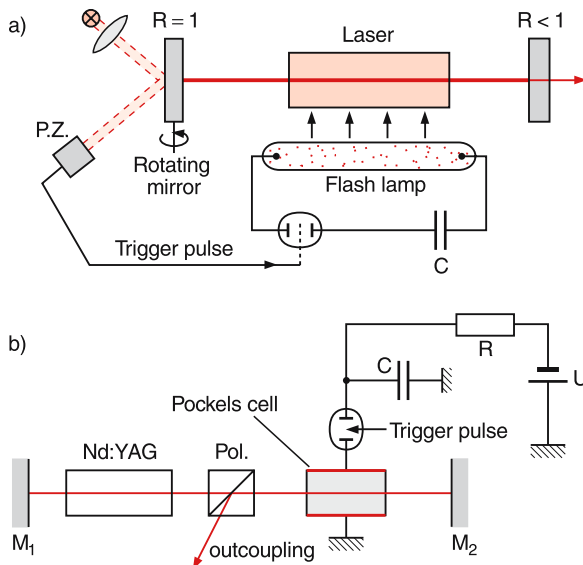 a)
R = 1
Laser
R < 1
P.Z.
Rotating
mirror
Flash lamp
Trigger pulse
C
b)
R
C
U
Pockels cell
Trigger pulse
Nd:YAG
Pol.
M1
outcoupling
M2